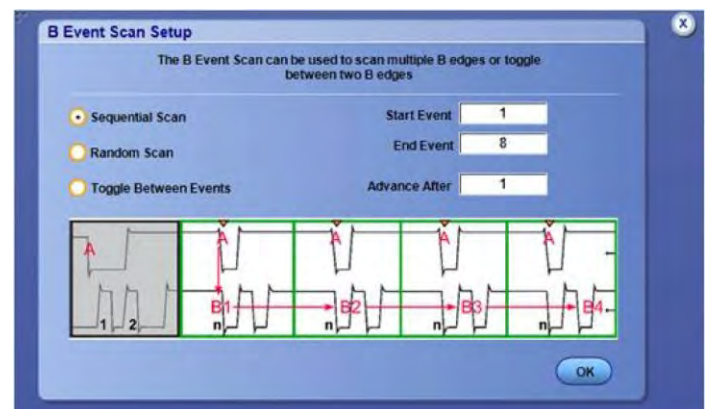 B Event Scan Setup
X
The B Event Scan can be used to scan multiple B edges or toggle
between two B edges
Sequential Scan
Start Event 1
Random Scan
End Event 8
Toggle Between Events
Advance After 1
A A A A A
B1 B2 B3 B4
1 2 n n n n
OK